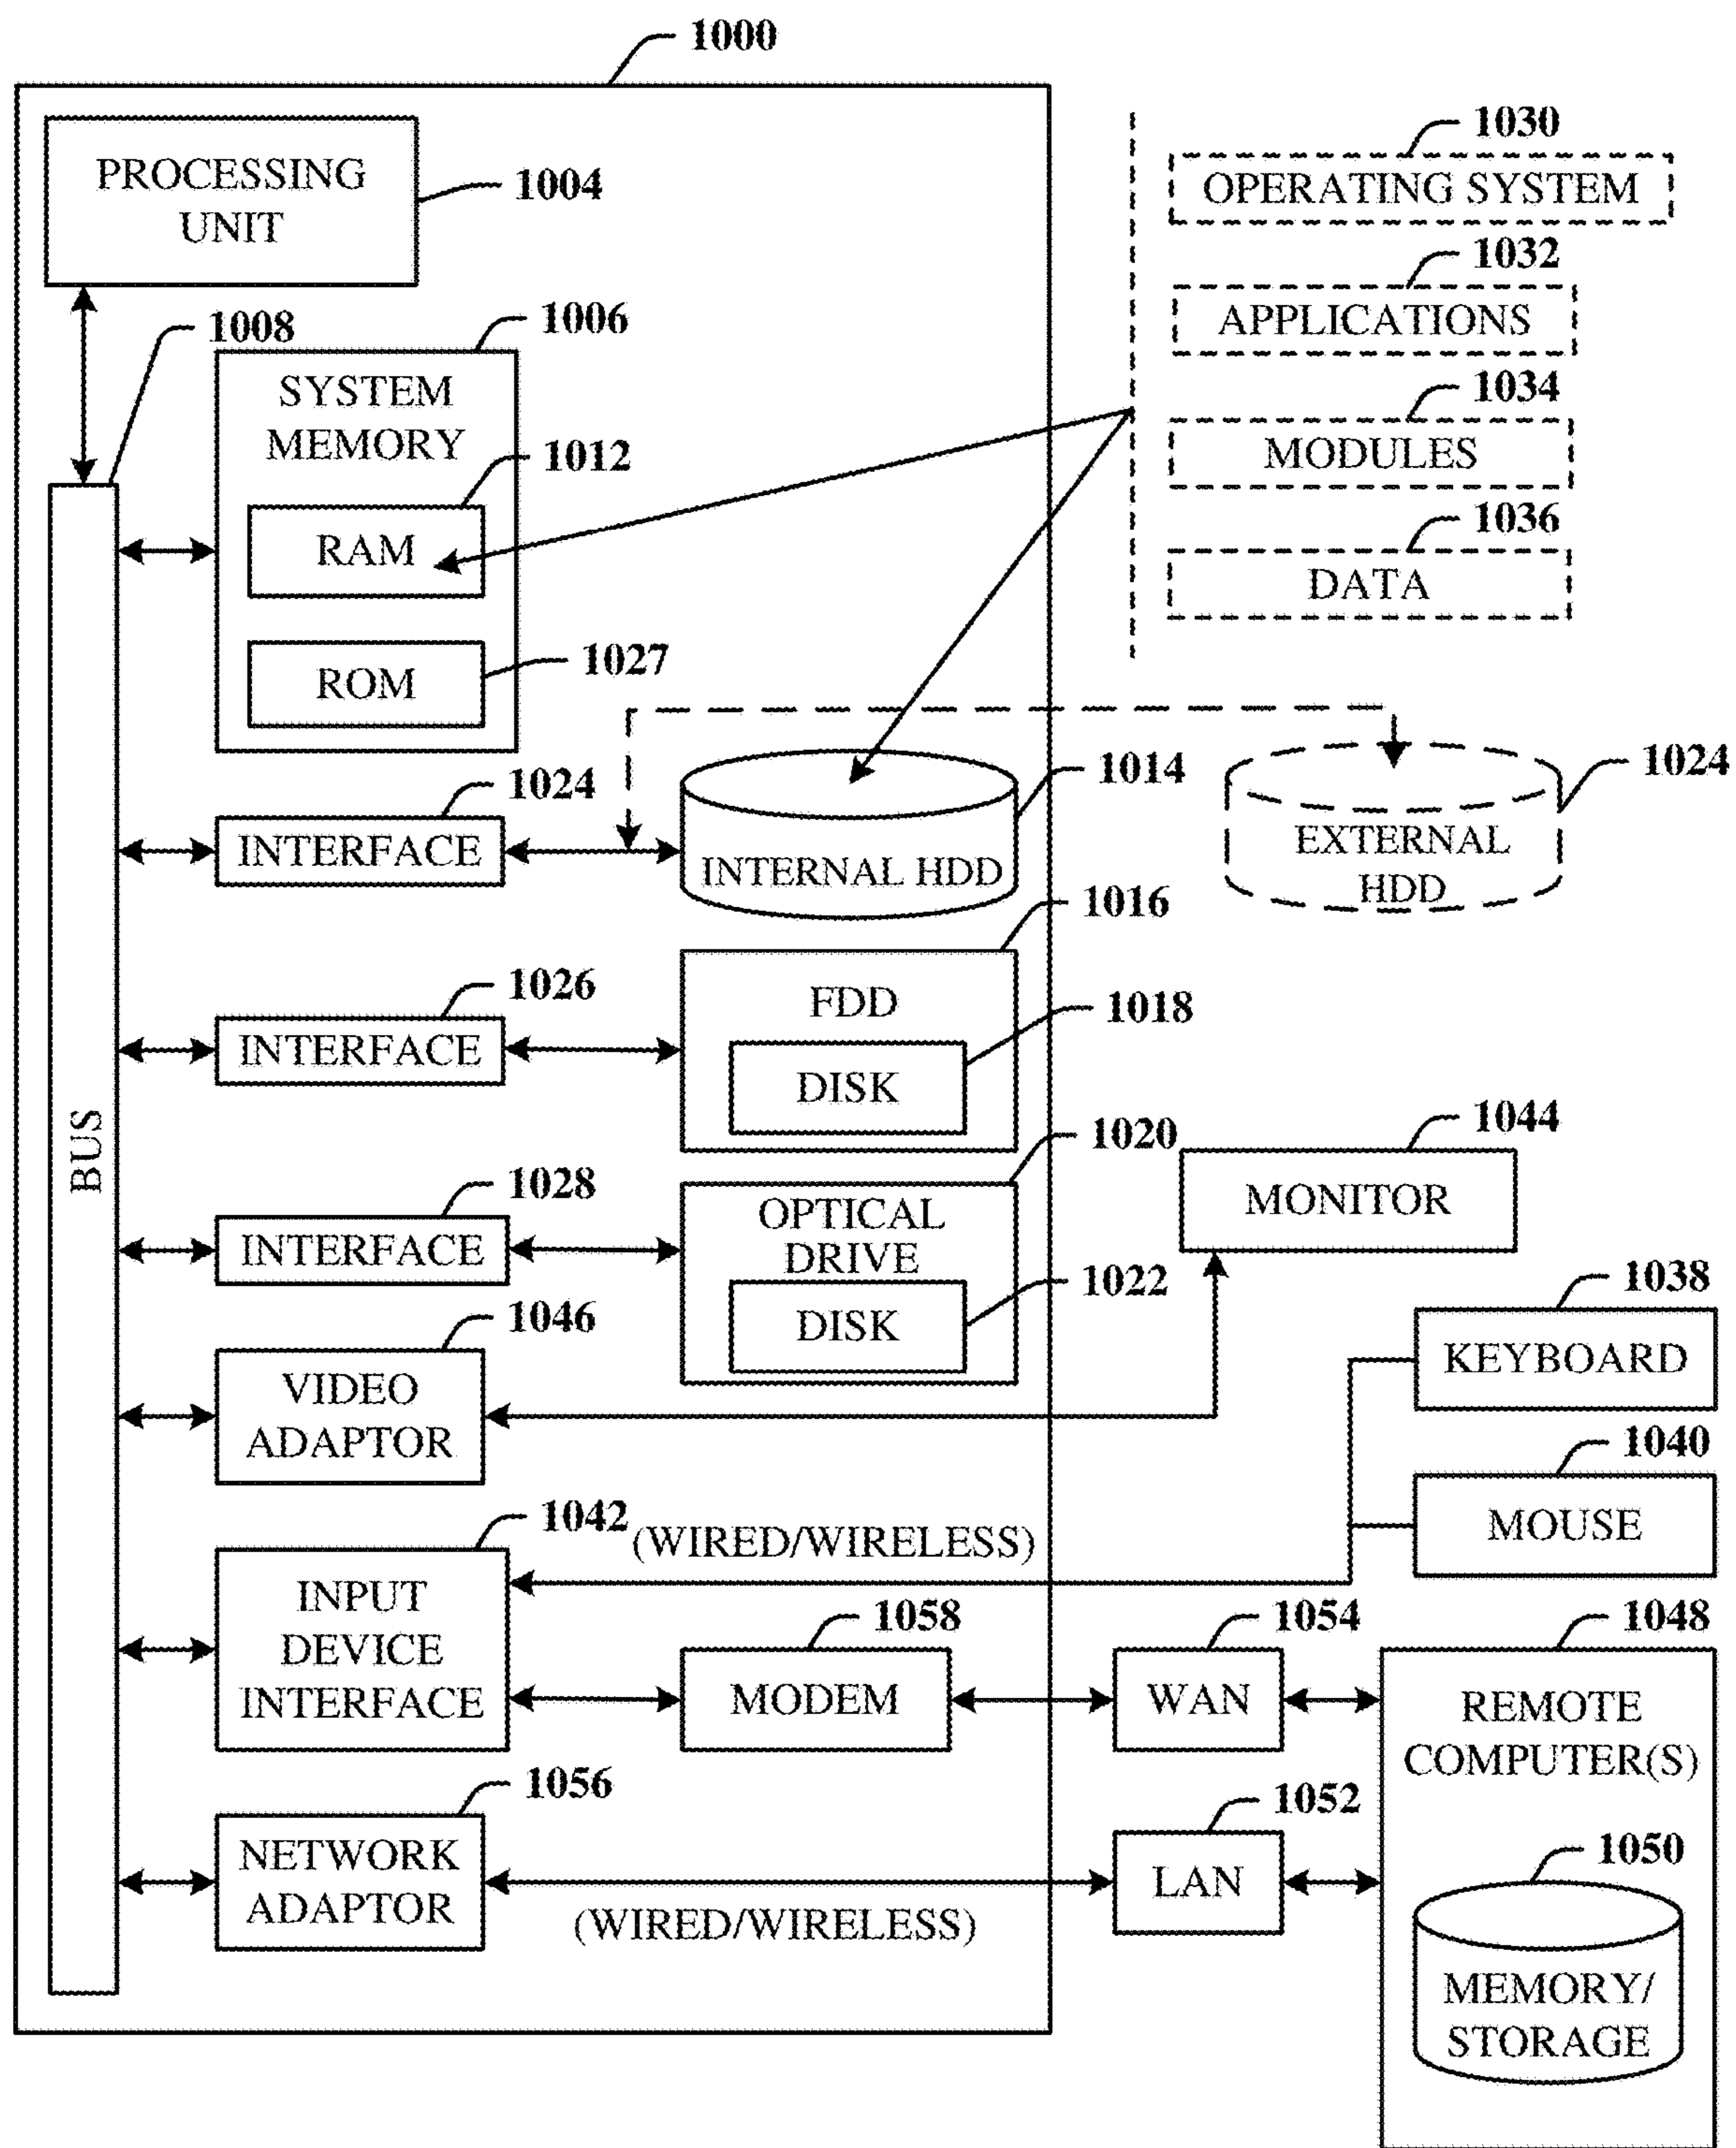 1000
PROCESSING
UNIT
1004
1008
1006
SYSTEM
MEMORY
1012
RAM
1027
ROM
1030
OPERATING SYSTEM
1032
APPLICATIONS
1034
MODULES
1036
DATA
1024
INTERFACE
1014
INTERNAL HDD
1024
EXTERNAL
HDD
1026
INTERFACE
1016
FDD
1018
DISK
BUS
1028
INTERFACE
1020
OPTICAL
DRIVE
1022
DISK
1044
MONITOR
1046
VIDEO
ADAPTOR
1038
KEYBOARD
1040
MOUSE
1042
(WIRED/WIRELESS)
INPUT
DEVICE
INTERFACE
1058
MODEM
1054
WAN
1048
REMOTE
COMPUTER(S)
1056
NETWORK
ADAPTOR
(WIRED/WIRELESS)
1052
LAN
1050
MEMORY/
STORAGE